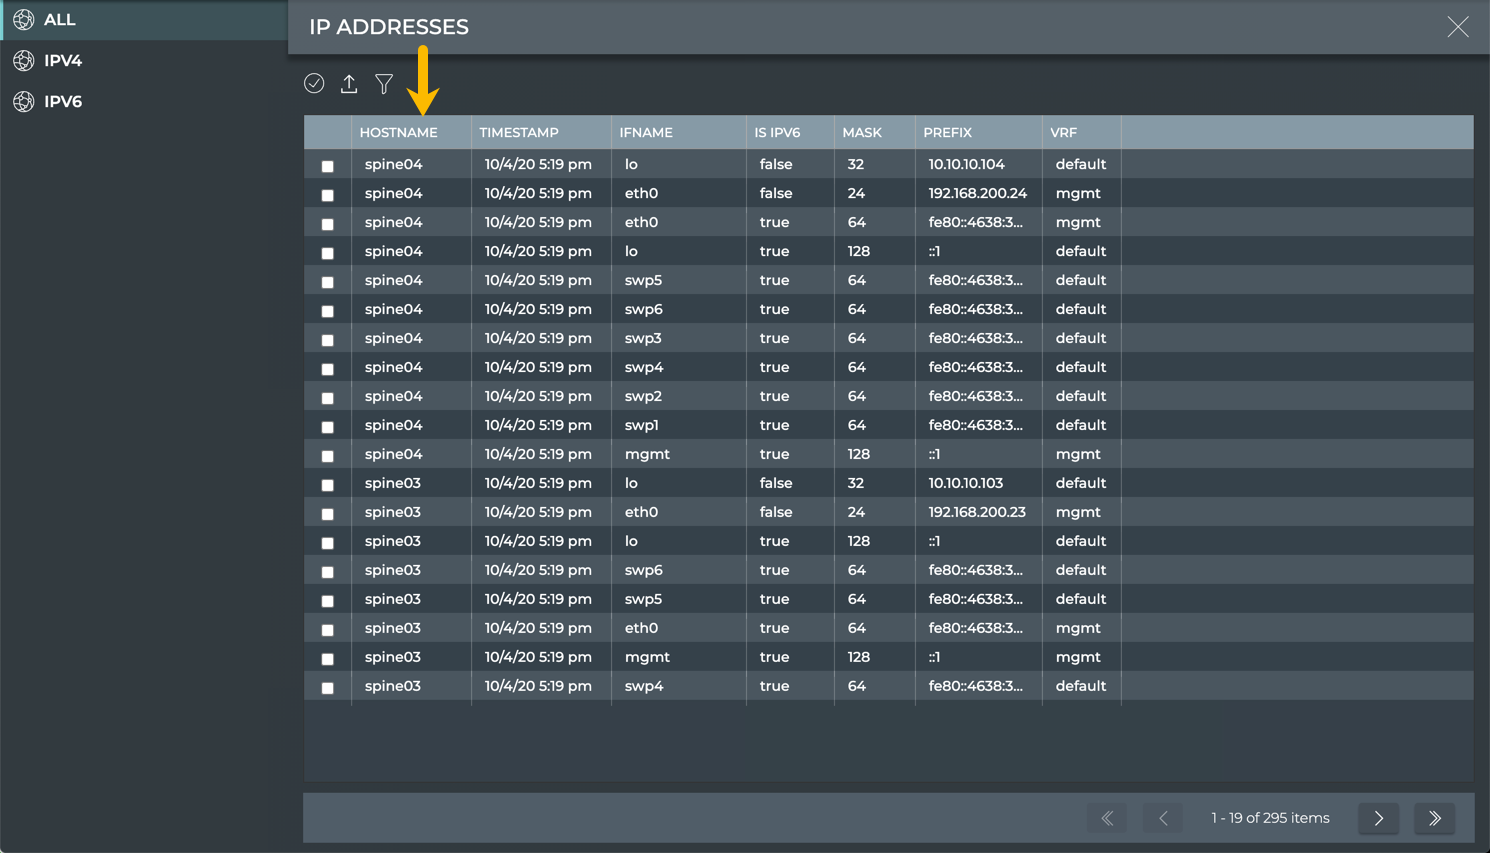 ALL
IPV4
IPV6
IP ADDRESSES
HOSTNAME TIMESTAMP IFNAME IS IPV6 MASK PREFIX VRF
spine04 10/4/20 5:19 pm lo false 32 10.10.10.104 default
spine04 10/4/20 5:19 pm eth0 false 24 192.168.200.24 mgmt
spine04 10/4/20 5:19 pm eth0 true 64 fe80::4638:3... mgmt
spine04 10/4/20 5:19 pm lo true 128 ::1 default
spine04 10/4/20 5:19 pm swp5 true 64 fe80::4638:3... default
spine04 10/4/20 5:19 pm swp6 true 64 fe80::4638:3... default
spine04 10/4/20 5:19 pm swp3 true 64 fe80::4638:3... default
spine04 10/4/20 5:19 pm swp4 true 64 fe80::4638:3... default
spine04 10/4/20 5:19 pm swp2 true 64 fe80::4638:3... default
spine04 10/4/20 5:19 pm swp1 true 64 fe80::4638:3... default
spine04 10/4/20 5:19 pm mgmt true 128 ::1 mgmt
spine03 10/4/20 5:19 pm lo false 32 10.10.10.103 default
spine03 10/4/20 5:19 pm eth0 false 24 192.168.200.23 mgmt
spine03 10/4/20 5:19 pm lo true 128 ::1 default
spine03 10/4/20 5:19 pm swp6 true 64 fe80::4638:3... default
spine03 10/4/20 5:19 pm swp5 true 64 fe80::4638:3... default
spine03 10/4/20 5:19 pm eth0 true 64 fe80::4638:3... mgmt
spine03 10/4/20 5:19 pm mgmt true 128 ::1 mgmt
spine03 10/4/20 5:19 pm swp4 true 64 fe80::4638:3... default
1 - 19 of 295 items